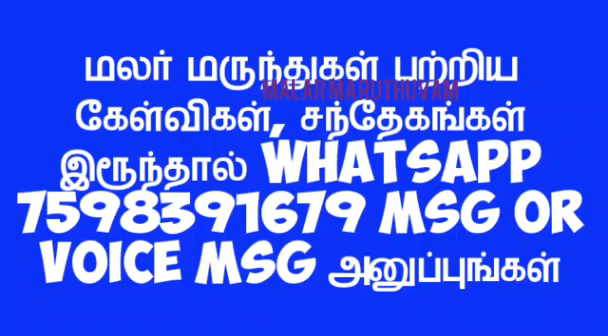 மலர் மருந்துகள் பற்றிய
MALARMARUTHUVAM
கேள்விகள், சந்தேகங்கள்
இரூந்தால் WHATSAPP
7598391679 MSG OR
VOICE MSG அனுப்புங்கள்